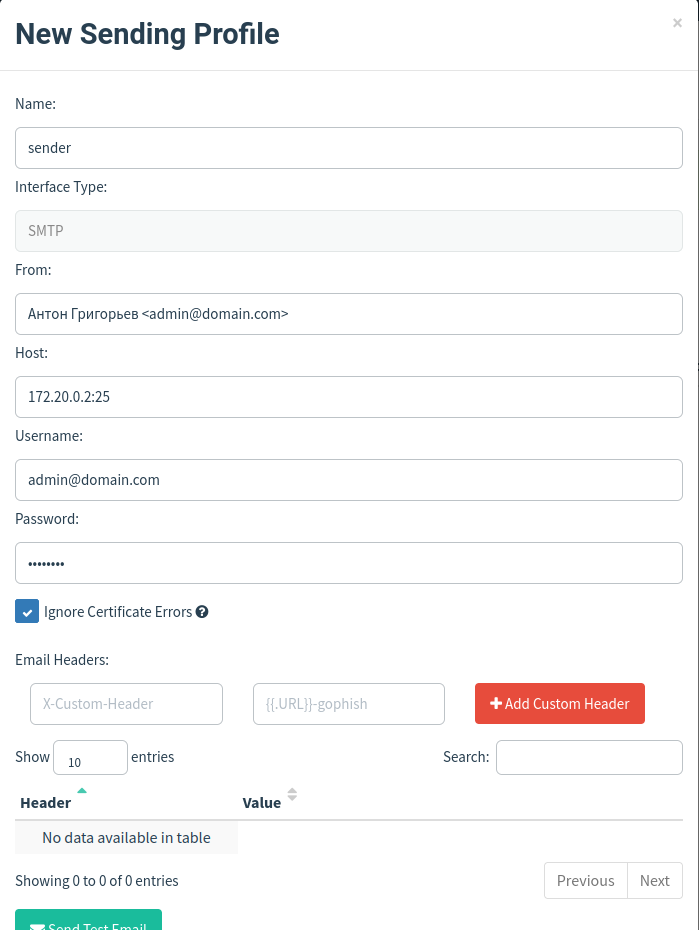 New Sending Profile
×
Name:
sender
Interface Type:
SMTP
From:
Антон Григорьев <admin@domain.com>
Host:
172.20.0.2:25
Username:
admin@domain.com
Password:
••••••••
Ignore Certificate Errors ?
Email Headers:
X-Custom-Header {{.URL}}-gophish + Add Custom Header
Show 10 entries Search:
Header Value
No data available in table
Showing 0 to 0 of 0 entries Previous Next
Send Test Email